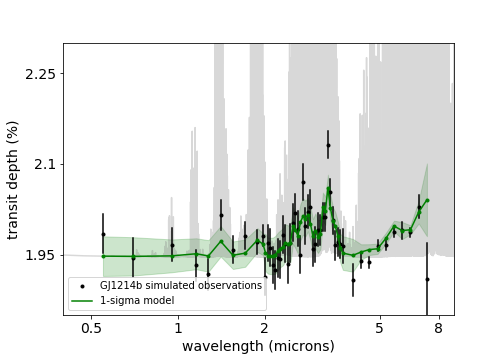 2.25
2.1
1.95
transit depth (%)
GJ1214b simulated observations
1-sigma model
0.5 1 2 5 8
wavelength (microns)